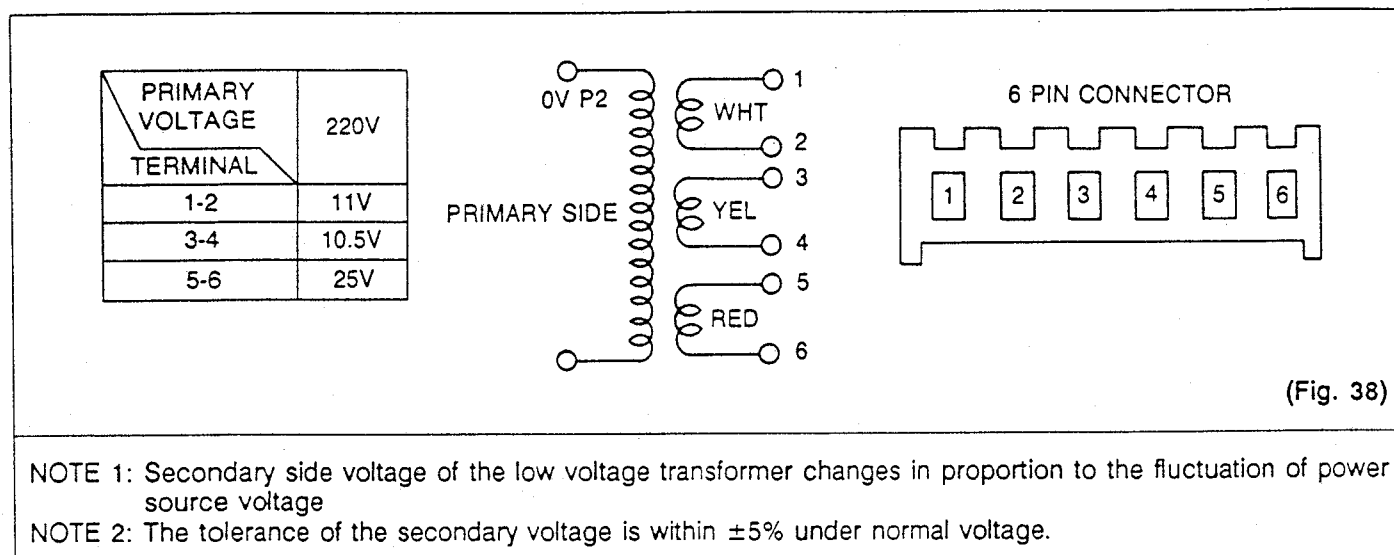 PRIMARY
VOLTAGE
220V
TERMINAL
1-2 11V
3-4 10.5V
5-6 25V
0V P2
PRIMARY SIDE
WHT
YEL
RED
1
2
3
4
5
6
6 PIN CONNECTOR
1 2 3 4 5 6
(Fig. 38)
NOTE 1: Secondary side voltage of the low voltage transformer changes in proportion to the fluctuation of power
source voltage
NOTE 2: The tolerance of the secondary voltage is within ±5% under normal voltage.